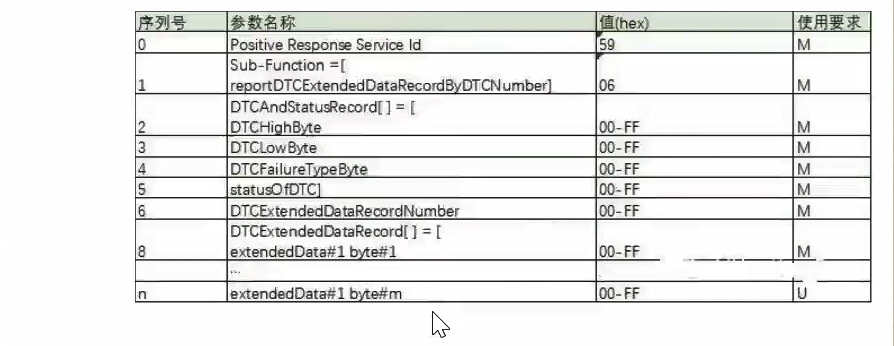 序列号 参数名称 值(hex) 使用要求
0 Positive Response Service Id 59 M
Sub-Function =[
1 reportDTCExtendedDataRecordByDTCNumber] 06 M
DTCAndStatusRecord[ ] = [
2 DTCHighByte 00-FF M
3 DTCLowByte 00-FF M
4 DTCFailureTypeByte 00-FF M
5 statusOfDTC] 00-FF M
6 DTCExtendedDataRecordNumber 00-FF M
DTCExtendedDataRecord[ ] = [
8 extendedData#1 byte#1 00-FF M
...
n extendedData#1 byte#m 00-FF U